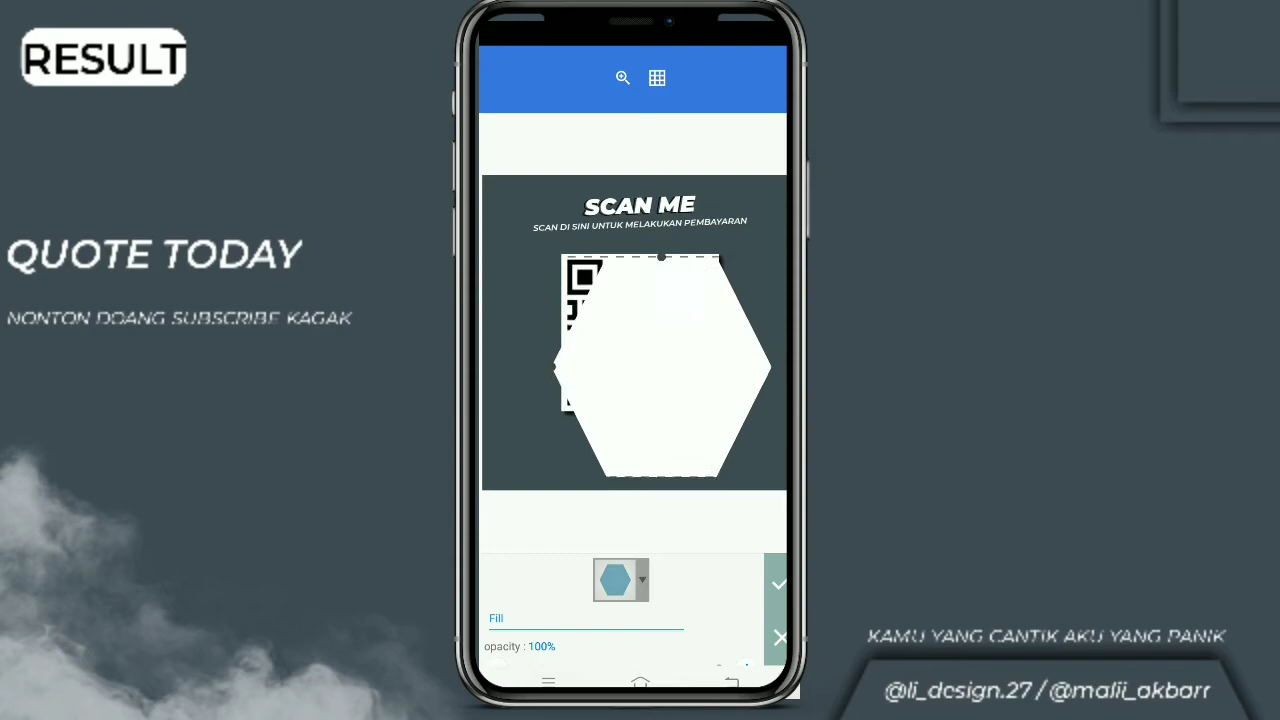 RESULT
SCAN ME
SCAN DI SINI UNTUK MELAKUKAN PEMBAYARAN
QUOTE TODAY
NONTON DOANG SUBSCRIBE KAGAK
Fill
opacity : 100%
KAMU YANG CANTIK AKU YANG PANIK
@li_design.27 / @malii_akbarr